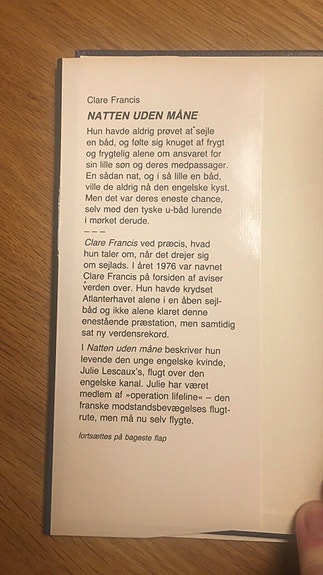 Clare Francis
NATTEN UDEN MÅNE
Hun havde aldrig prøvet at sejle
en båd, og følte sig knuget af frygt
og frygtelig alene om ansvaret for
sin lille søn og deres medpassager.
En sådan nat, og i så lille en båd,
ville de aldrig nå den engelske kyst.
Men det var deres eneste chance,
selv med den tyske u-båd lurende
i mørket derude.
– – –
Clare Francis ved præcis, hvad
hun taler om, når det drejer sig
om sejlads. I året 1976 var navnet
Clare Francis på forsiden af aviser
verden over. Hun havde krydset
Atlanterhavet alene i en åben sejl-
båd og ikke alene klaret denne
enestående præstation, men samtidig
sat ny verdensrekord.
I Natten uden måne beskriver hun
levende den unge engelske kvinde,
Julie Lescaux's, flugt over den
engelske kanal. Julie har været
medlem af »operation lifeline« – den
franske modstandsbevægelses flugt-
rute, men må nu selv flygte.
fortsættes på bageste flap